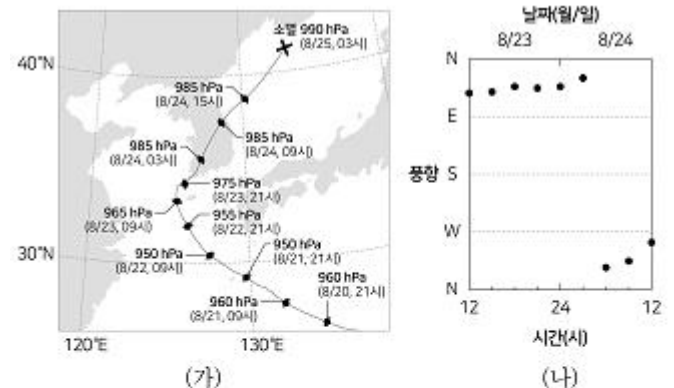 소멸 990 hPa
(8/25, 03시)
40°N
985 hPa
(8/24, 15시)
985 hPa
(8/24, 09시)
985 hPa
(8/24, 03시)
975 hPa
(8/23, 21시)
965 hPa
(8/23, 09시)
955 hPa
(8/22, 21시)
30°N
950 hPa
(8/22, 09시)
950 hPa
(8/21, 21시)
960 hPa
(8/20, 21시)
960 hPa
(8/21, 09시)
120°E
130°E
(가)
날짜(월/일)
8/23
8/24
N
E
풍향
S
W
N
12
24
12
시간(시)
(나)